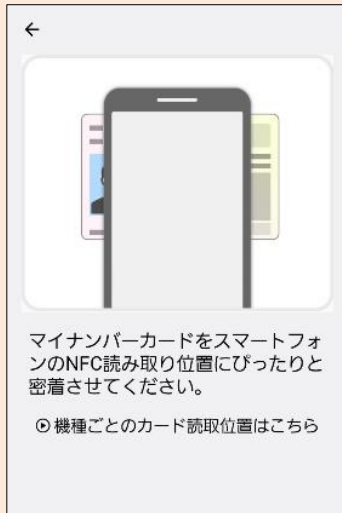 マイナンバーカードをスマートフォ
ンのNFC読み取り位置にぴったりと
密着させてください。
機種ごとのカード読取位置はこちら